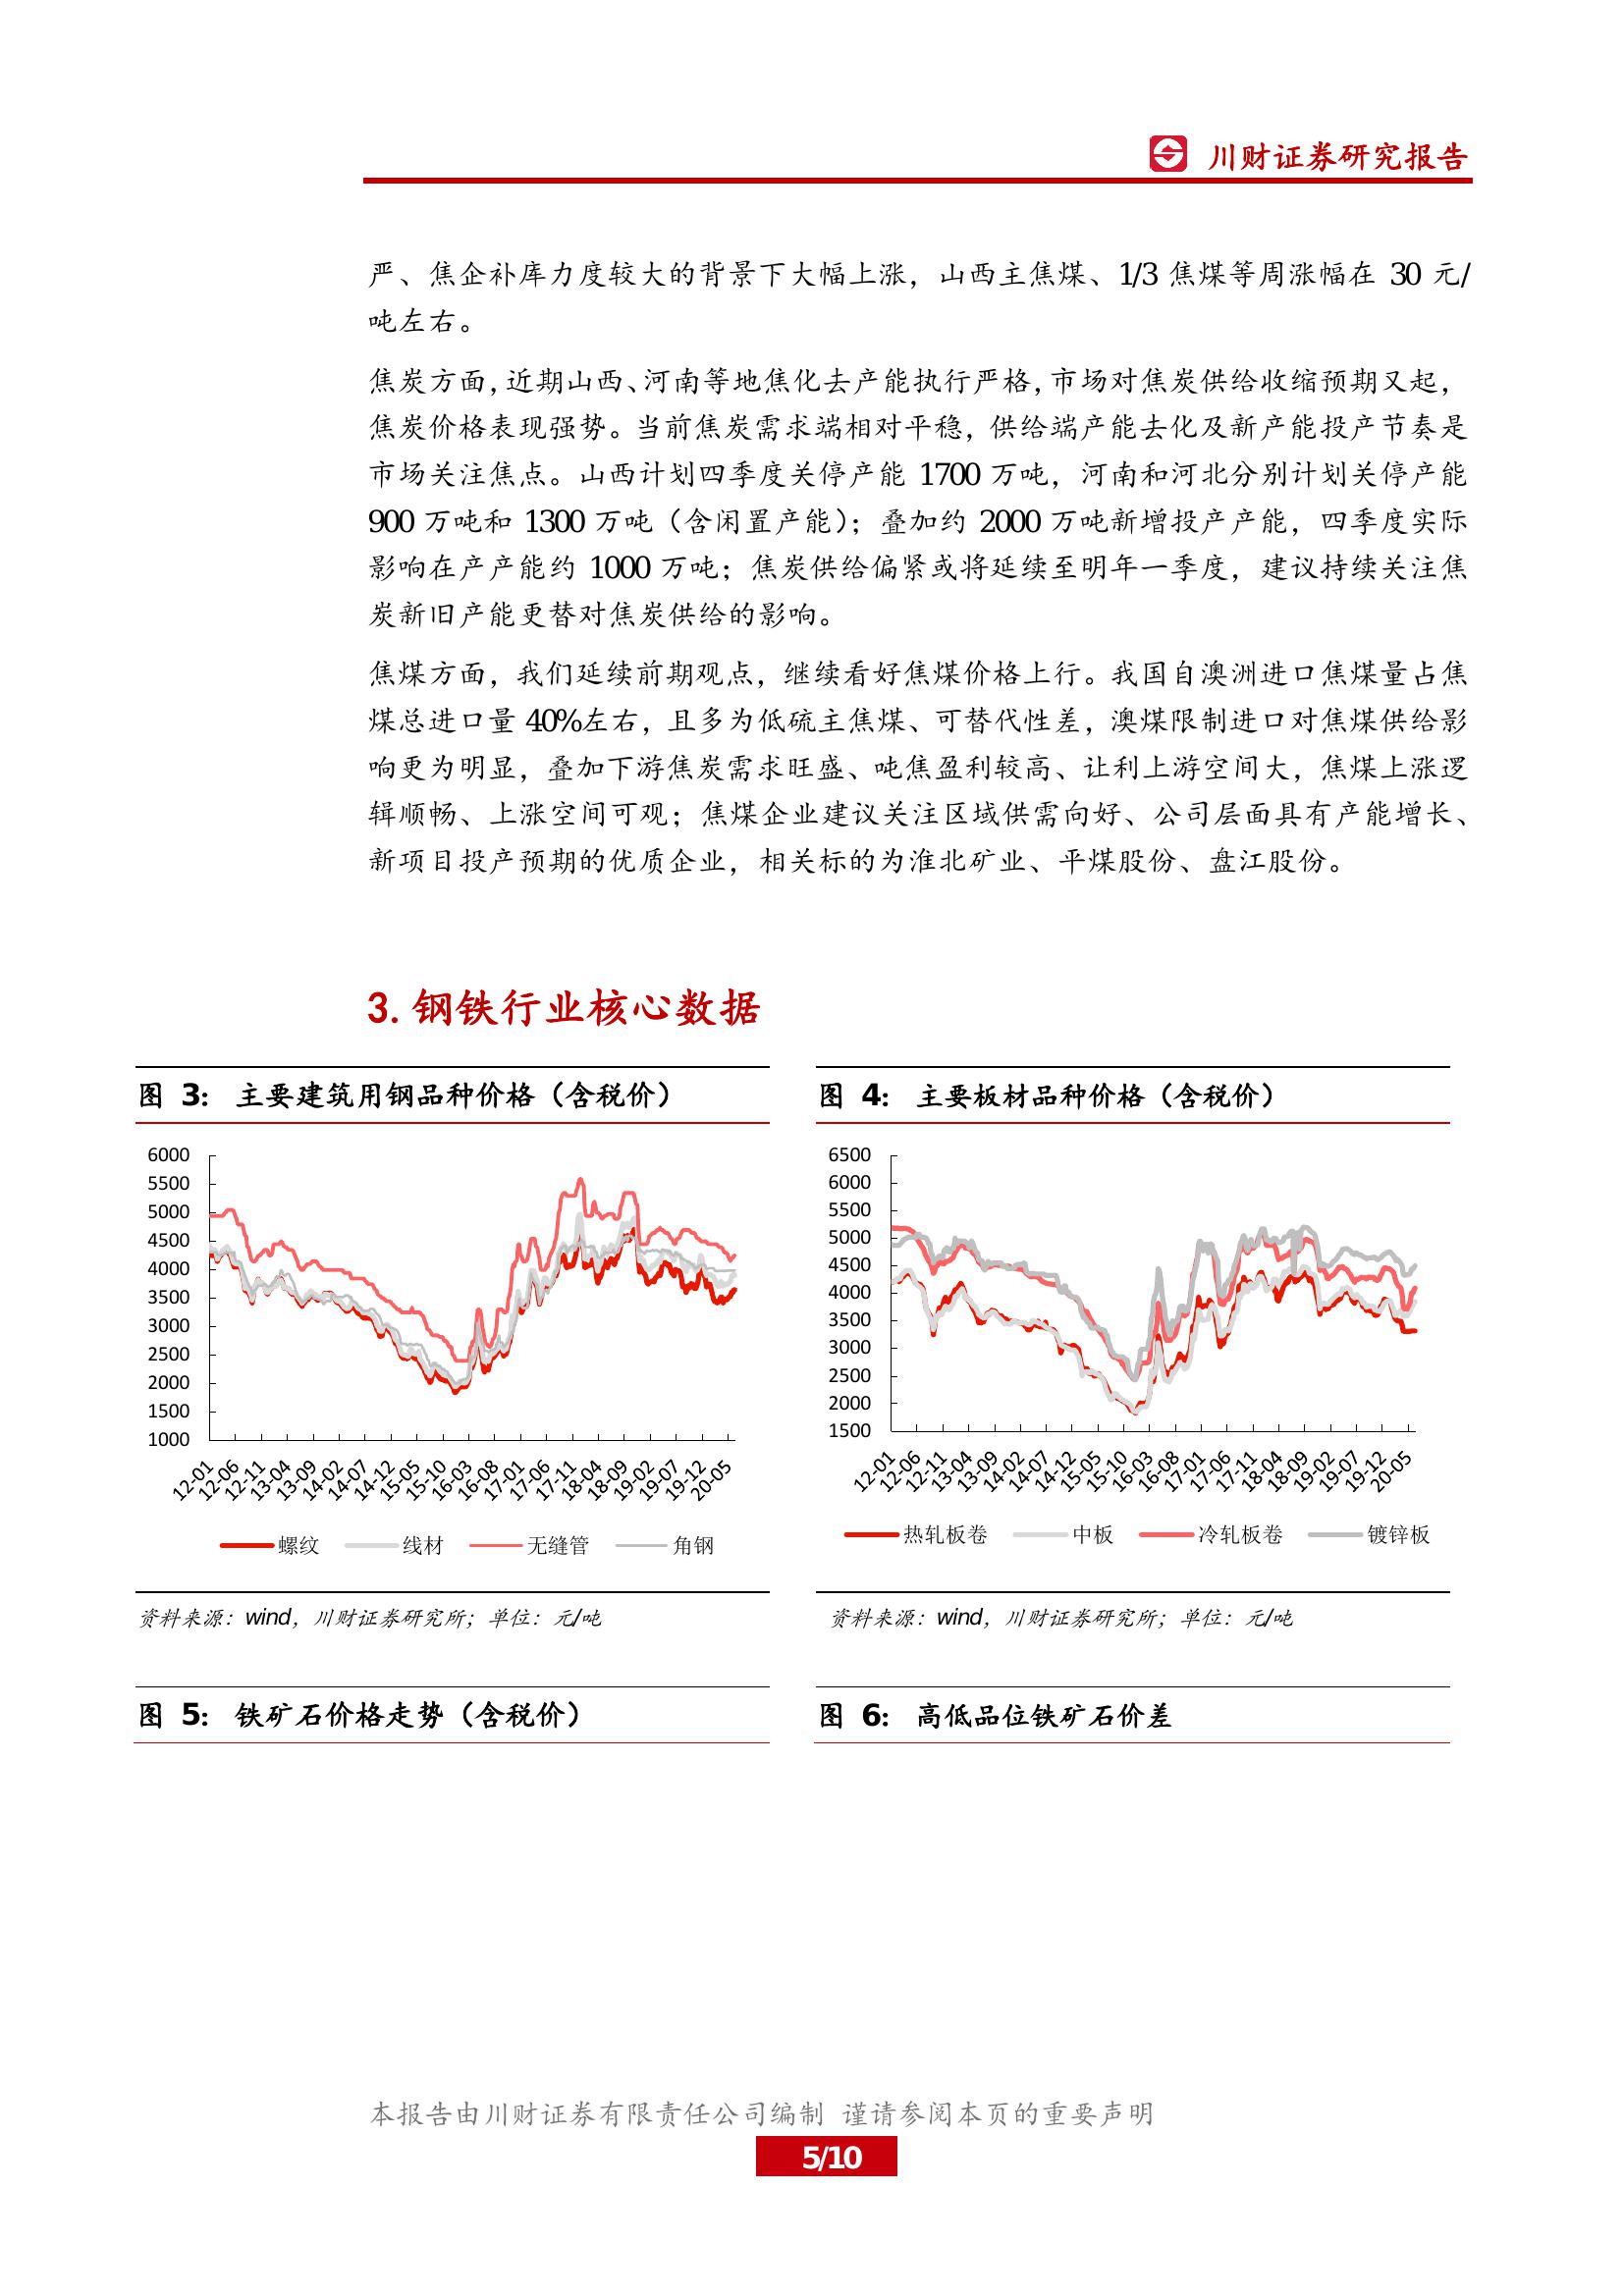 川财证券研究报告
严、焦企补库力度较大的背景下大幅上涨，山西主焦煤、1/3 焦煤等周涨幅在 30 元/
吨左右。
焦炭方面，近期山西、河南等地焦化去产能执行严格，市场对焦炭供给收缩预期又起，
焦炭价格表现强势。当前焦炭需求端相对平稳，供给端产能去化及新产能投产节奏是
市场关注焦点。山西计划四季度关停产能 1700 万吨，河南和河北分别计划关停产能
900 万吨和 1300 万吨（含闲置产能）；叠加约 2000 万吨新增投产产能，四季度实际
影响在产产能约 1000 万吨；焦炭供给偏紧或将延续至明年一季度，建议持续关注焦
炭新旧产能更替对焦炭供给的影响。
焦煤方面，我们延续前期观点，继续看好焦煤价格上行。我国自澳洲进口焦煤量占焦
煤总进口量 40%左右，且多为低硫主焦煤、可替代性差，澳煤限制进口对焦煤供给影
响更为明显，叠加下游焦炭需求旺盛、吨焦盈利较高、让利上游空间大，焦煤上涨逻
辑顺畅、上涨空间可观；焦煤企业建议关注区域供需向好、公司层面具有产能增长、
新项目投产预期的优质企业，相关标的为淮北矿业、平煤股份、盘江股份。
3. 钢铁行业核心数据
图 3： 主要建筑用钢品种价格（含税价）
6000
5500
5000
4500
4000
3500
3000
2500
2000
1500
1000
12-01 12-06 12-11 13-04 13-09 14-02 14-07 14-12 15-05 15-10 16-03 16-08 17-01 17-06 17-11 18-04 18-09 19-02 19-07 19-12 20-05
螺纹 线材 无缝管 角钢
资料来源：wind，川财证券研究所；单位：元/吨
图 4： 主要板材品种价格（含税价）
6500
6000
5500
5000
4500
4000
3500
3000
2500
2000
1500
12-01 12-06 12-11 13-04 13-09 14-02 14-07 14-12 15-05 15-10 16-03 16-08 17-01 17-06 17-11 18-04 18-09 19-02 19-07 19-12 20-05
热轧板卷 中板 冷轧板卷 镀锌板
资料来源：wind，川财证券研究所；单位：元/吨
图 5： 铁矿石价格走势（含税价）
图 6： 高低品位铁矿石价差
本报告由川财证券有限责任公司编制 谨请参阅本页的重要声明
5/10